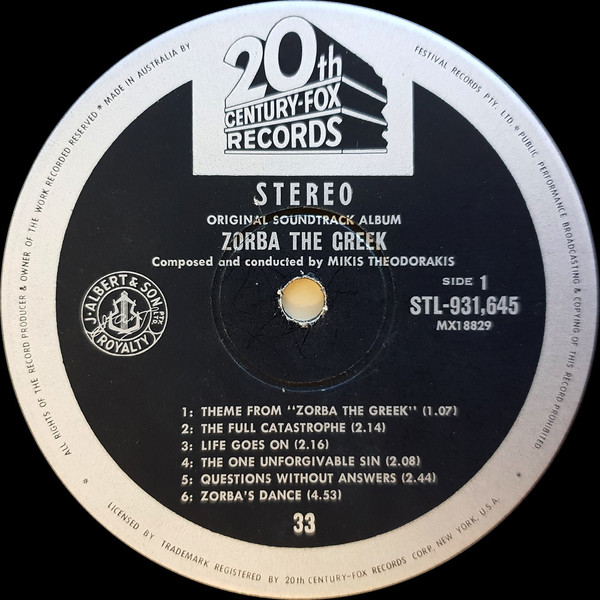 20th
CENTURY-FOX
RECORDS
STEREO
ORIGINAL SOUNDTRACK ALBUM
ZORBA THE GREEK
Composed and conducted by MIKIS THEODORAKIS
SIDE 1
STL-931,645
MX18829
J. ALBERT & SON PTY. LTD.
ROYALTY
1: THEME FROM "ZORBA THE GREEK" (1.07)
2: THE FULL CATASTROPHE (2.14)
3: LIFE GOES ON (2.16)
4: THE ONE UNFORGIVABLE SIN (2.08)
5: QUESTIONS WITHOUT ANSWERS (2.44)
6: ZORBA'S DANCE (4.53)
33
ALL RIGHTS OF THE RECORD PRODUCER & OWNER OF THE WORK RECORDED RESERVED * MADE IN AUSTRALIA BY
FESTIVAL RECORDS PTY. LTD. * PUBLIC PERFORMANCE, BROADCASTING & COPYING OF THIS RECORD PROHIBITED.
* LICENSED BY TRADEMARK REGISTERED BY 20th CENTURY-FOX RECORDS CORP., NEW YORK, U.S.A. *